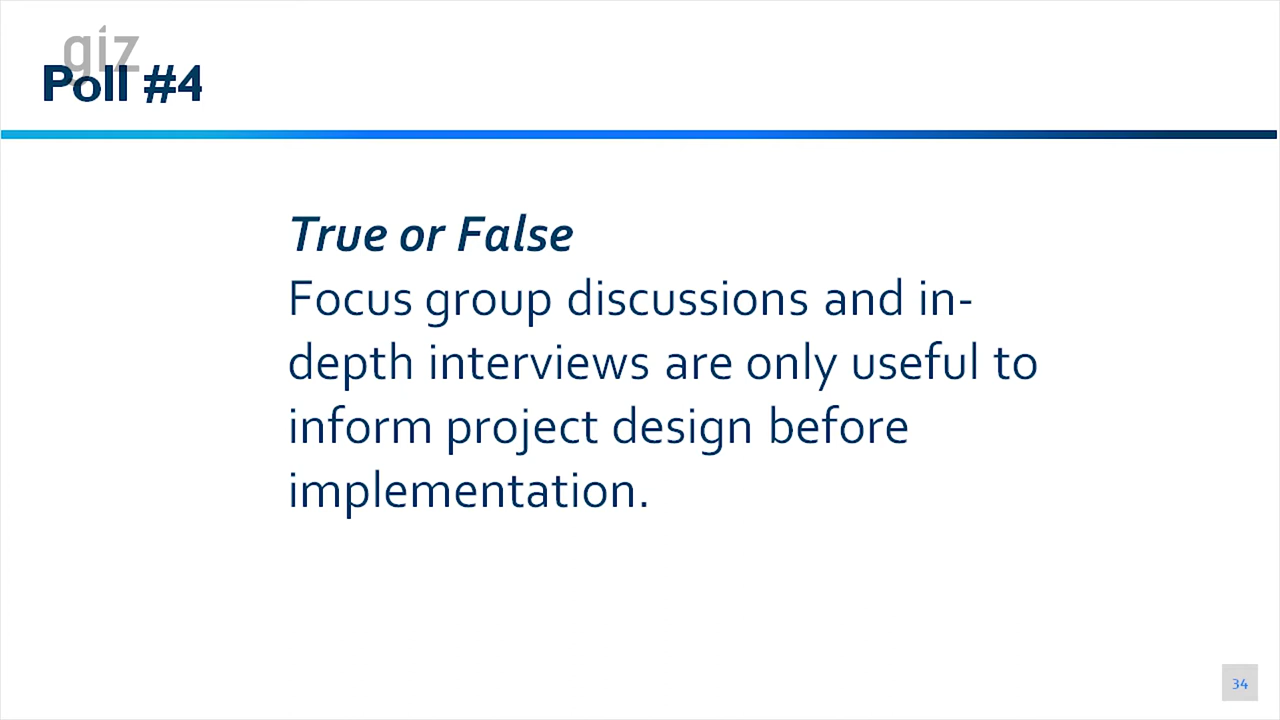 giz
Poll #4
True or False
Focus group discussions and in-
depth interviews are only useful to
inform project design before
implementation.
34